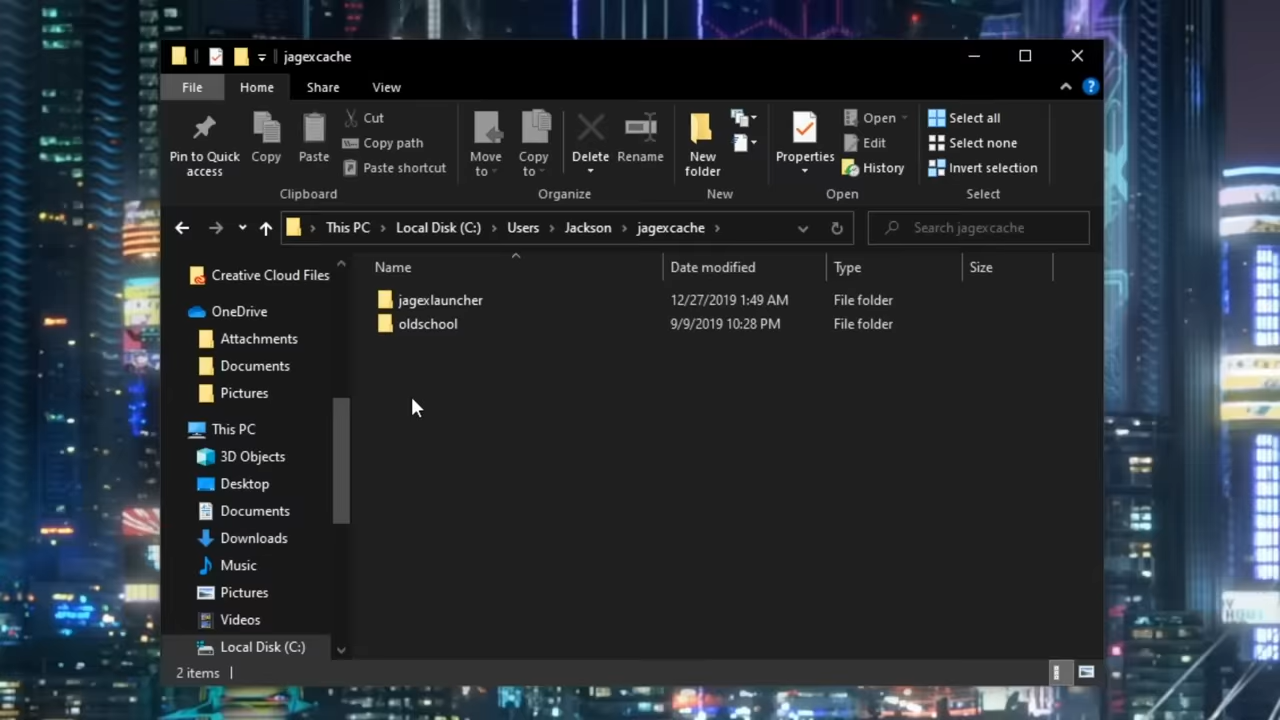 jagexcache
File Home Share View
Pin to Quick access
Copy
Paste
Cut
Copy path
Paste shortcut
Clipboard
Move to
Copy to
Delete
Rename
Organize
New folder
New
Properties
Open
Edit
History
Open
Select all
Select none
Invert selection
Select
This PC Local Disk (C:) Users Jackson jagexcache
Search jagexcache
Name Date modified Type Size
jagexlauncher 12/27/2019 1:49 AM File folder
oldschool 9/9/2019 10:28 PM File folder
Creative Cloud Files
OneDrive
Attachments
Documents
Pictures
This PC
3D Objects
Desktop
Documents
Downloads
Music
Pictures
Videos
Local Disk (C:)
2 items